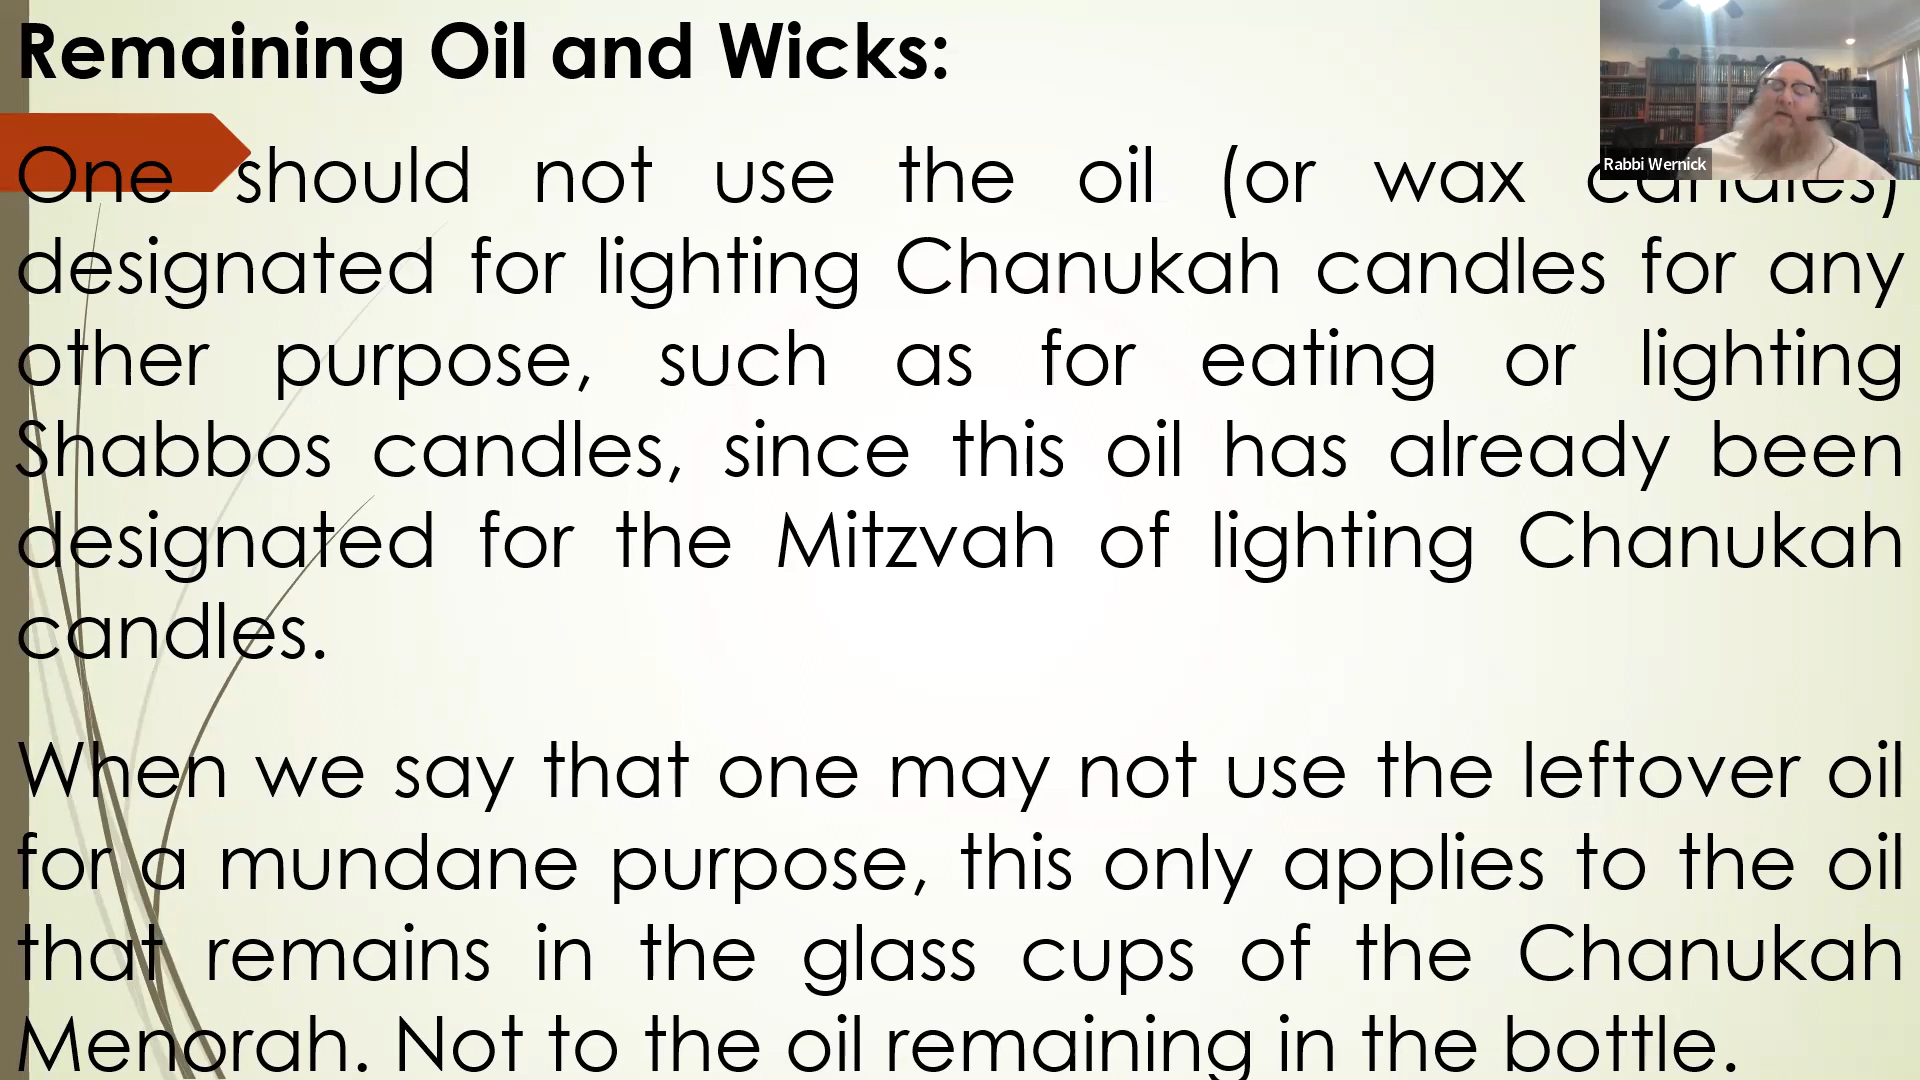 Remaining Oil and Wicks:
One should not use the oil (or wax candles)
designated for lighting Chanukah candles for any
other purpose, such as for eating or lighting
Shabbos candles, since this oil has already been
designated for the Mitzvah of lighting Chanukah
candles.
When we say that one may not use the leftover oil
for a mundane purpose, this only applies to the oil
that remains in the glass cups of the Chanukah
Menorah. Not to the oil remaining in the bottle.
Rabbi Wernick